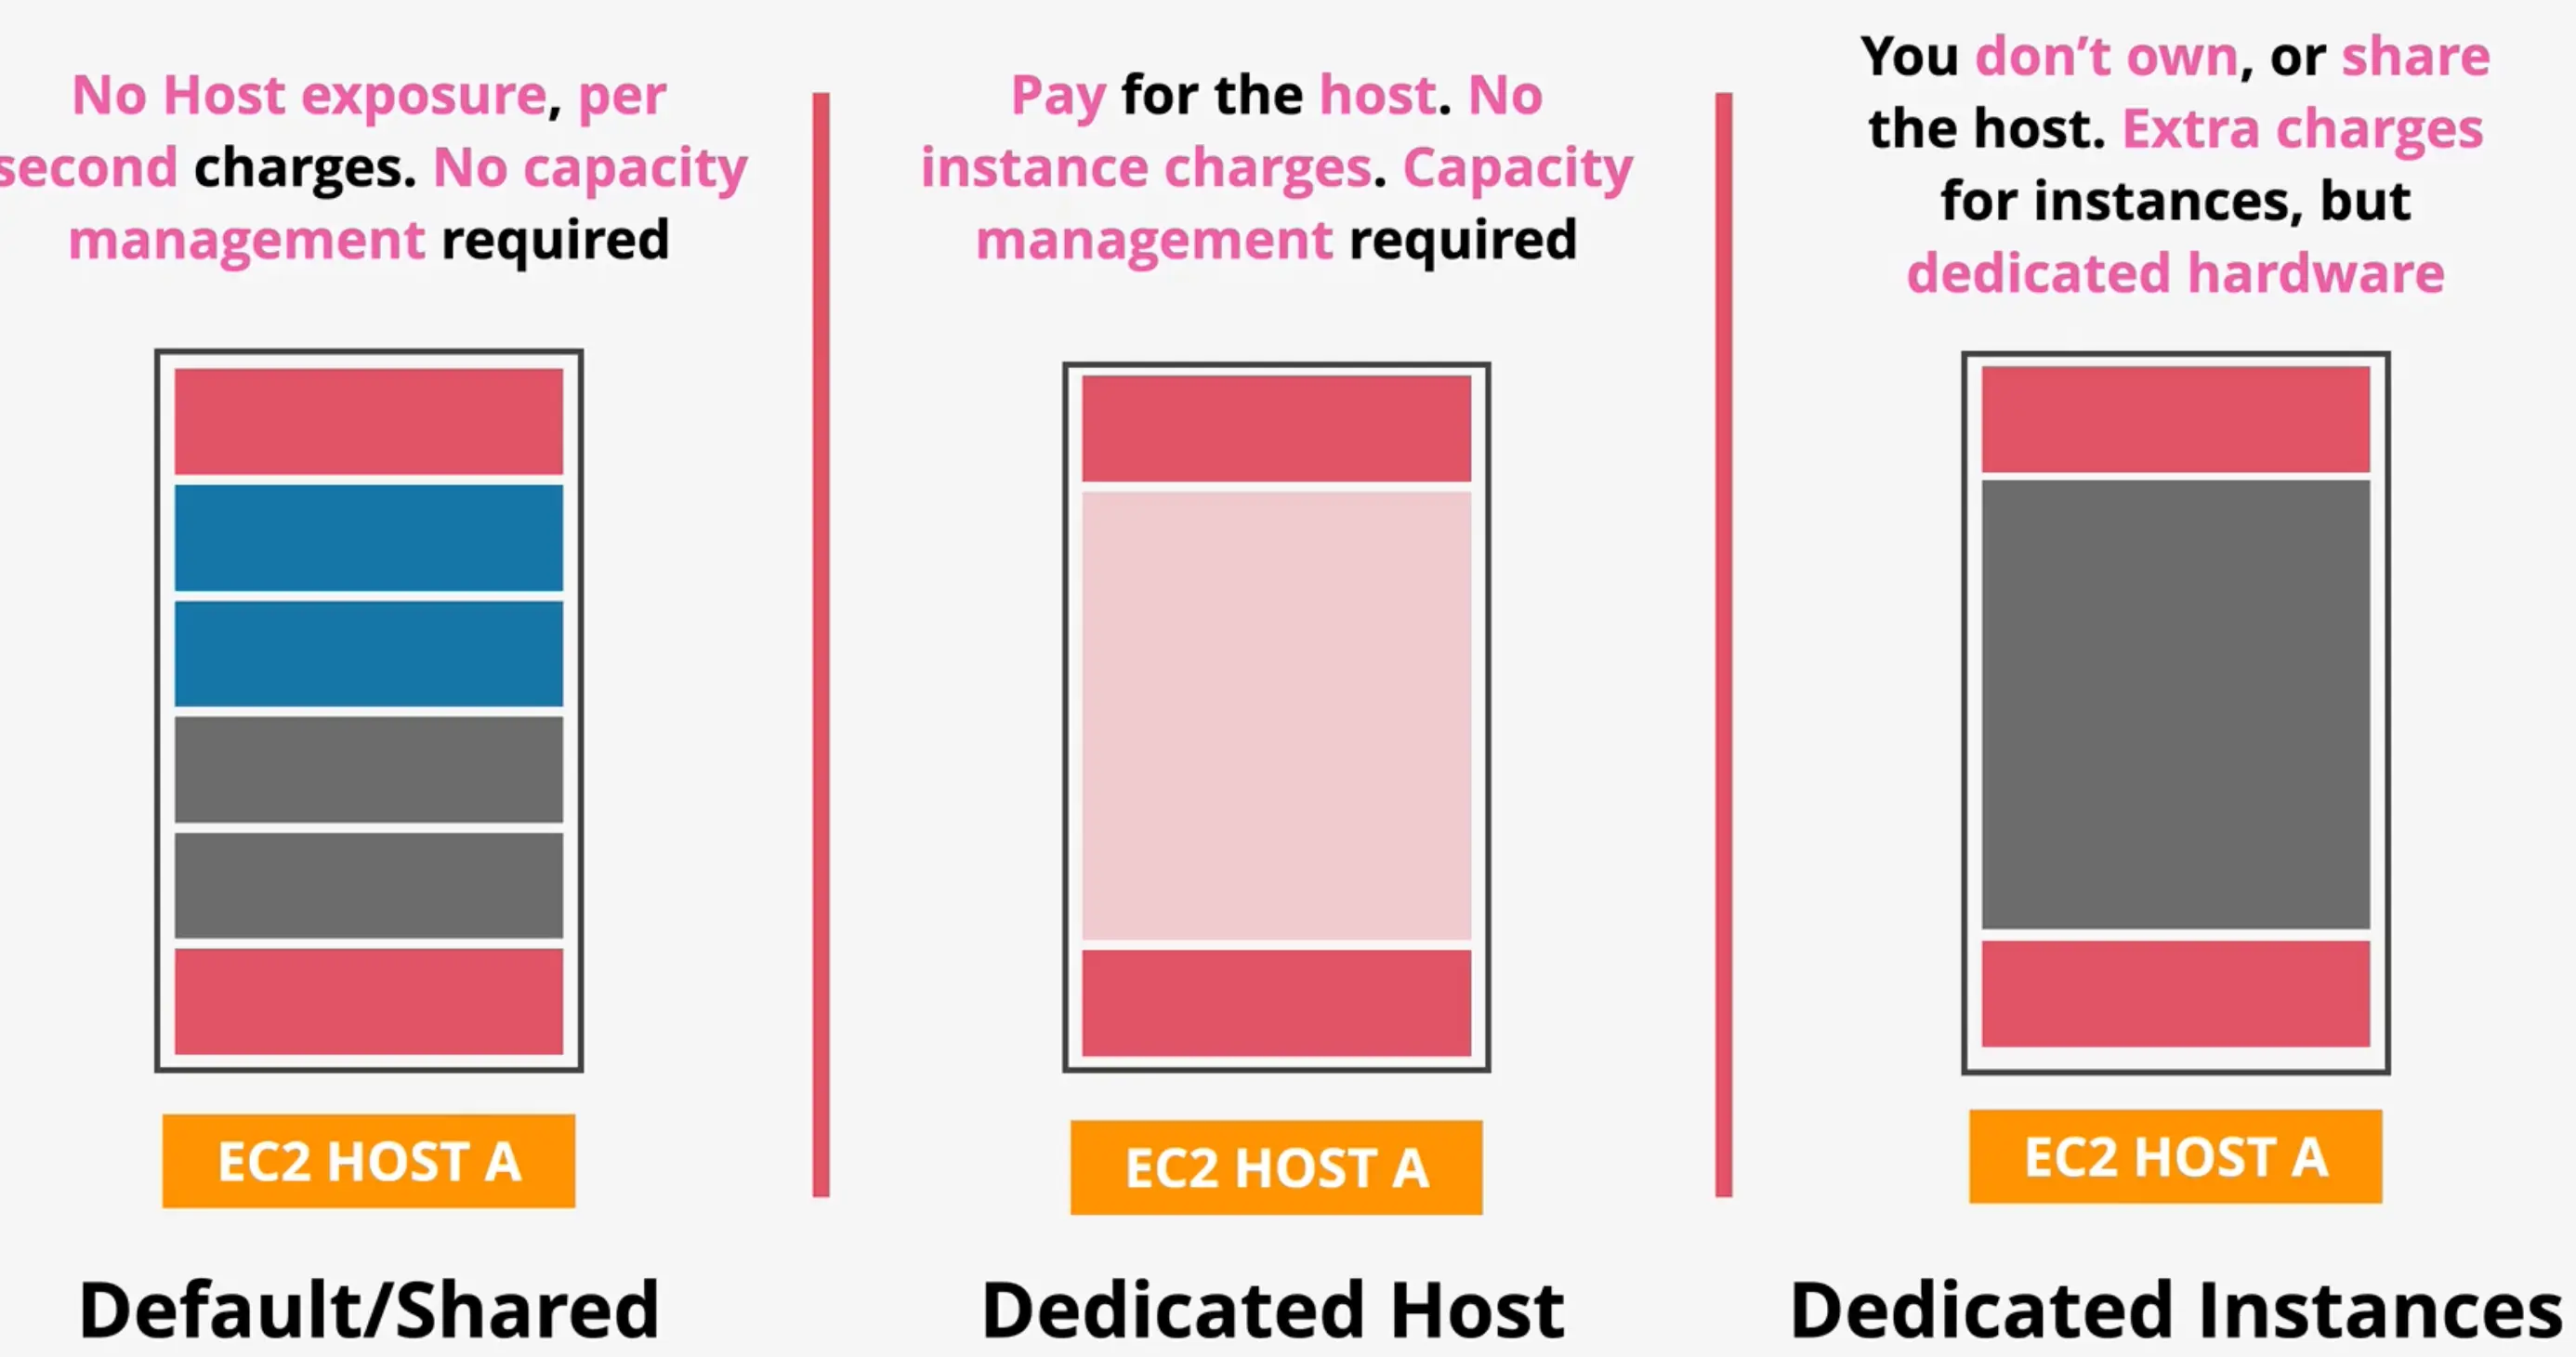 No Host exposure, per
second charges. No capacity
management required
EC2 HOST A
Default/Shared
Pay for the host. No
instance charges. Capacity
management required
EC2 HOST A
Dedicated Host
You don’t own, or share
the host. Extra charges
for instances, but
dedicated hardware
EC2 HOST A
Dedicated Instances